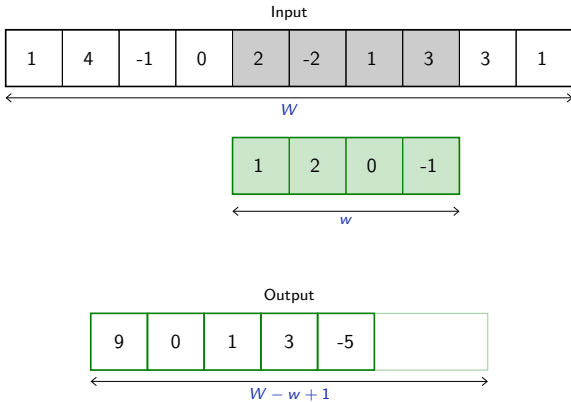 Input
1 4 -1 0 2 -2 1 3 3 1
W
1 2 0 -1
w
Output
9 0 1 3 -5
W − w + 1